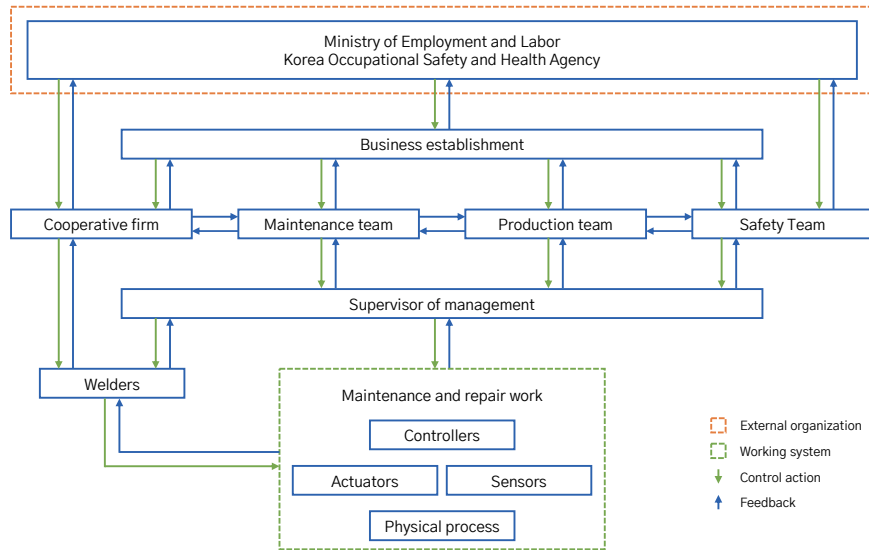 Ministry of Employment and Labor
Korea Occupational Safety and Health Agency
Business establishment
Cooperative firm
Maintenance team
Production team
Safety Team
Supervisor of management
Welders
Maintenance and repair work
Controllers
Actuators
Sensors
Physical process
External organization
Working system
Control action
Feedback